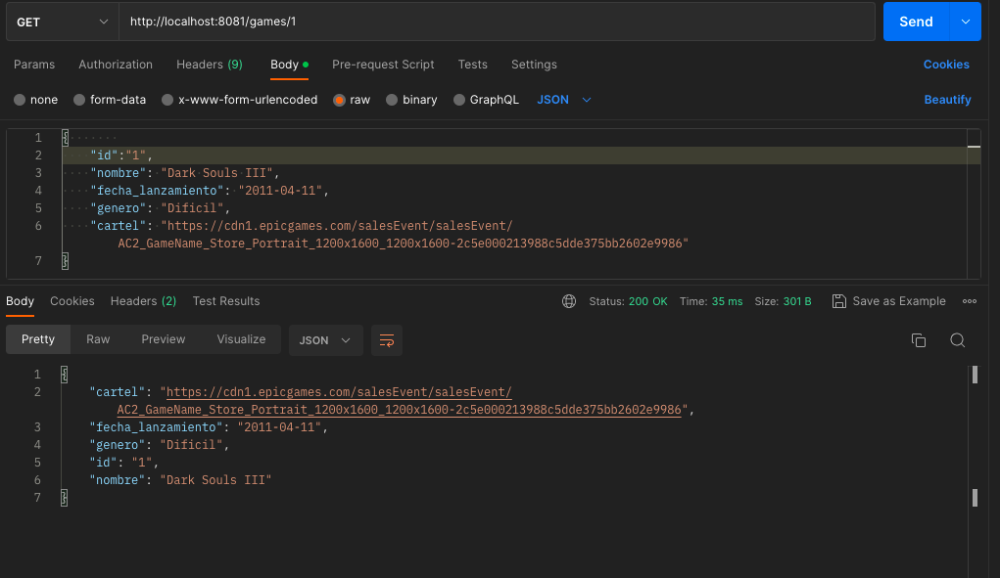 GET http://localhost:8081/games/1 Send
Params Authorization Headers (9) Body Pre-request Script Tests Settings Cookies
none form-data x-www-form-urlencoded raw binary GraphQL JSON Beautify
1 {
2 "id":"1",
3 "nombre": "Dark Souls III",
4 "fecha_lanzamiento": "2011-04-11",
5 "genero": "Difícil",
6 "cartel": "https://cdn1.epicgames.com/salesEvent/salesEvent/
AC2_GameName_Store_Portrait_1200x1600_1200x1600-2c5e000213988c5dde375bb2602e9986"
7 }
Body Cookies Headers (2) Test Results Status: 200 OK Time: 35 ms Size: 301 B Save as Example
Pretty Raw Preview Visualize JSON
1 {
2 "cartel": "https://cdn1.epicgames.com/salesEvent/salesEvent/
AC2_GameName_Store_Portrait_1200x1600_1200x1600-2c5e000213988c5dde375bb2602e9986",
3 "fecha_lanzamiento": "2011-04-11",
4 "genero": "Difícil",
5 "id": "1",
6 "nombre": "Dark Souls III"
7 }